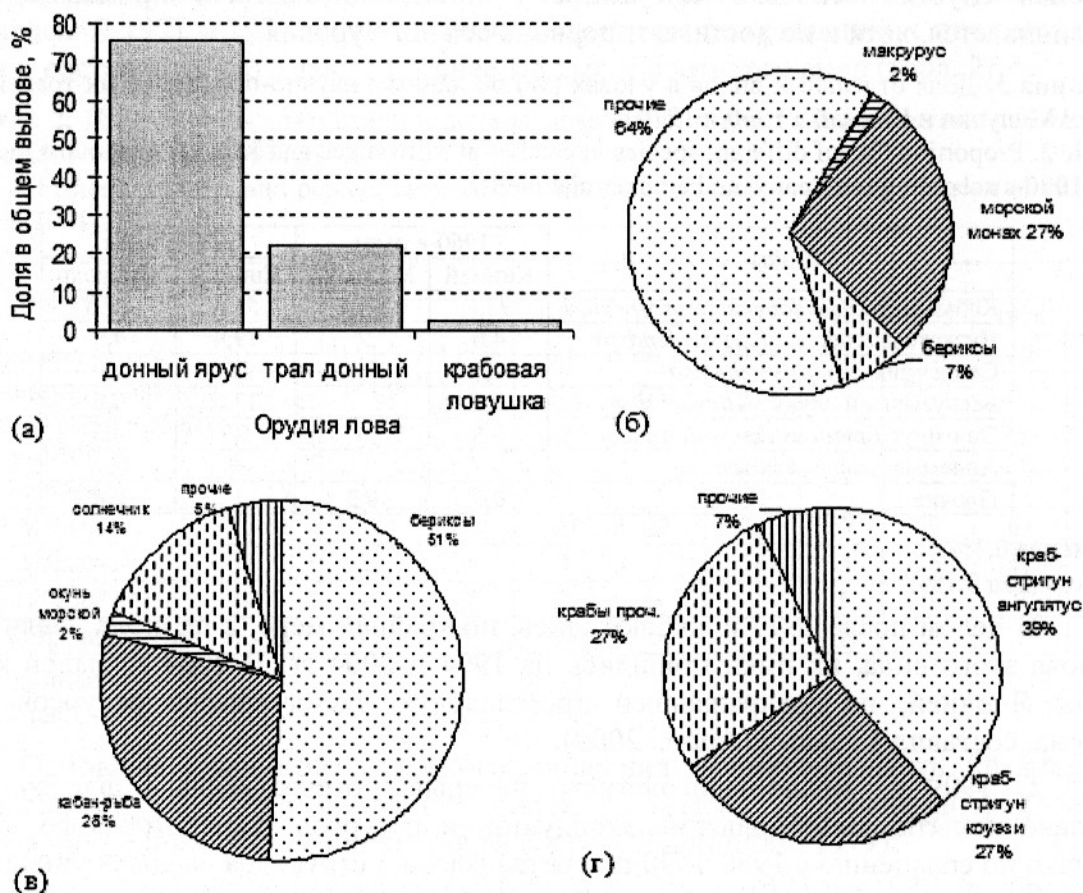 Доля в общем вылове, %
80
70
60
50
40
30
20
10
0
донный ярус
трал донный
крабовая
ловушка
Орудия лова
(а)
макрурус
2%
прочие
64%
морской
монах 27%
бериксы
7%
(б)
прочие
5%
солнечник
14%
бериксы
51%
окунь
морской
2%
кабан-рыба
28%
(в)
прочие
7%
краб-
стригун
ангулятус
39%
крабы проч.
27%
краб-
стригун
коуэзи
27%
(г)